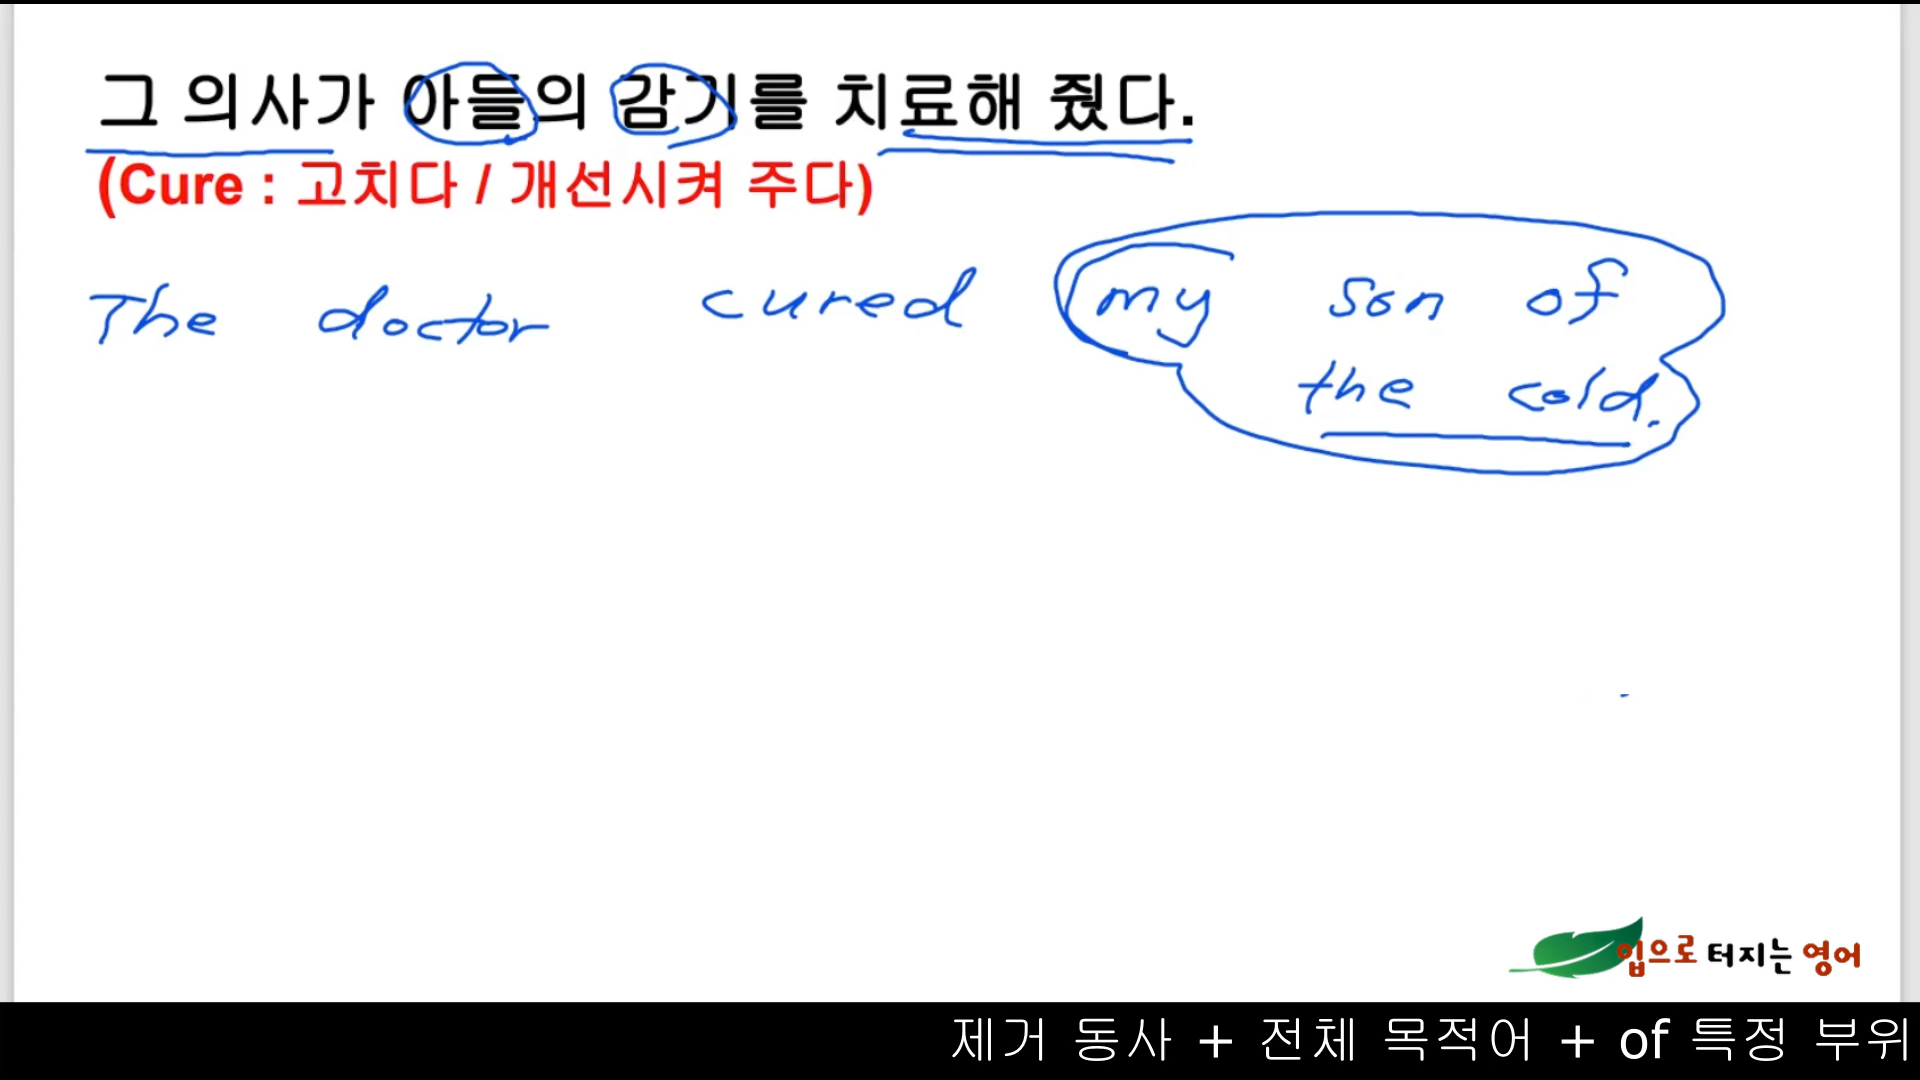 그 의사가 아들의 감기를 치료해 줬다.
(Cure : 고치다 / 개선시켜 주다)
The doctor cured my son of
the cold.
입으로 터지는 영어
제거 동사 + 전체 목적어 + of 특정 부위